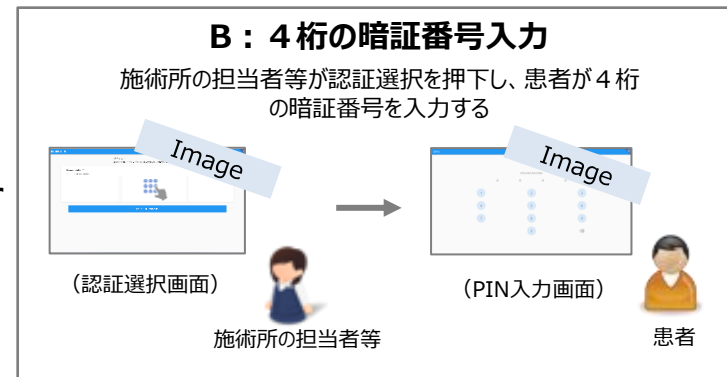 B：４桁の暗証番号入力
施術所の担当者等が認証選択を押下し、患者が４桁
の暗証番号を入力する
Image
Image
（認証選択画面）
（PIN入力画面）
施術所の担当者等
患者